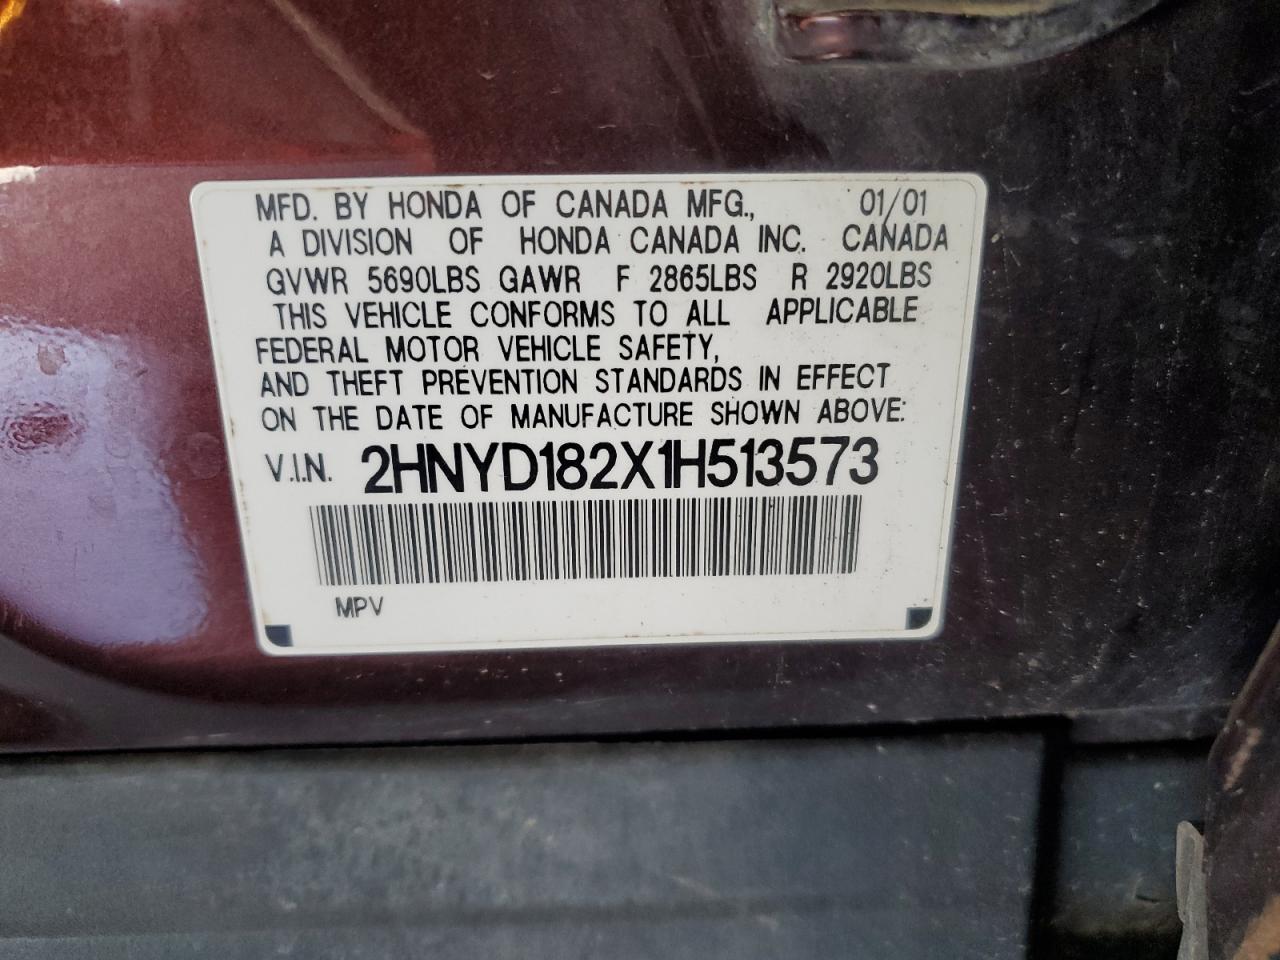 MFD. BY HONDA OF CANADA MFG., 01/01
A DIVISION OF HONDA CANADA INC. CANADA
GVWR 5690LBS GAWR F 2865LBS R 2920LBS
THIS VEHICLE CONFORMS TO ALL APPLICABLE
FEDERAL MOTOR VEHICLE SAFETY,
AND THEFT PREVENTION STANDARDS IN EFFECT
ON THE DATE OF MANUFACTURE SHOWN ABOVE:
V.I.N. 2HNYD182X1H513573
MPV